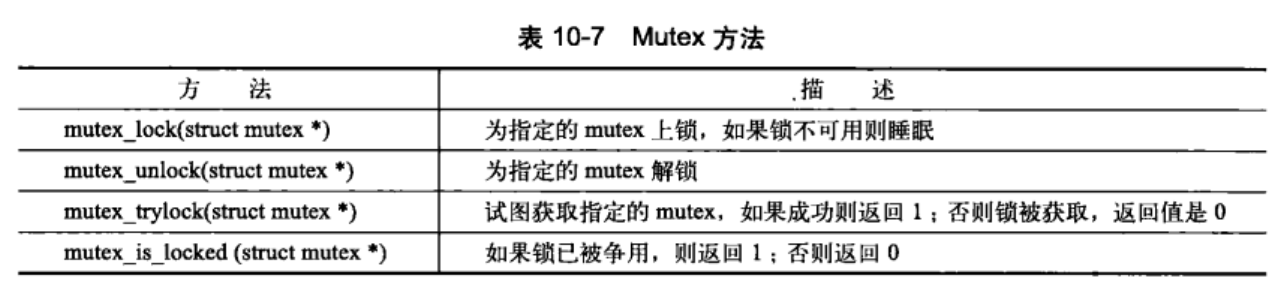 表 10-7 Mutex 方法
方 法 描 述
mutex_lock(struct mutex *) 为指定的 mutex 上锁，如果锁不可用则睡眠
mutex_unlock(struct mutex *) 为指定的 mutex 解锁
mutex_trylock(struct mutex *) 试图获取指定的 mutex，如果成功则返回 1；否则锁被获取，返回值是 0
mutex_is_locked (struct mutex *) 如果锁已被争用，则返回 1；否则返回 0